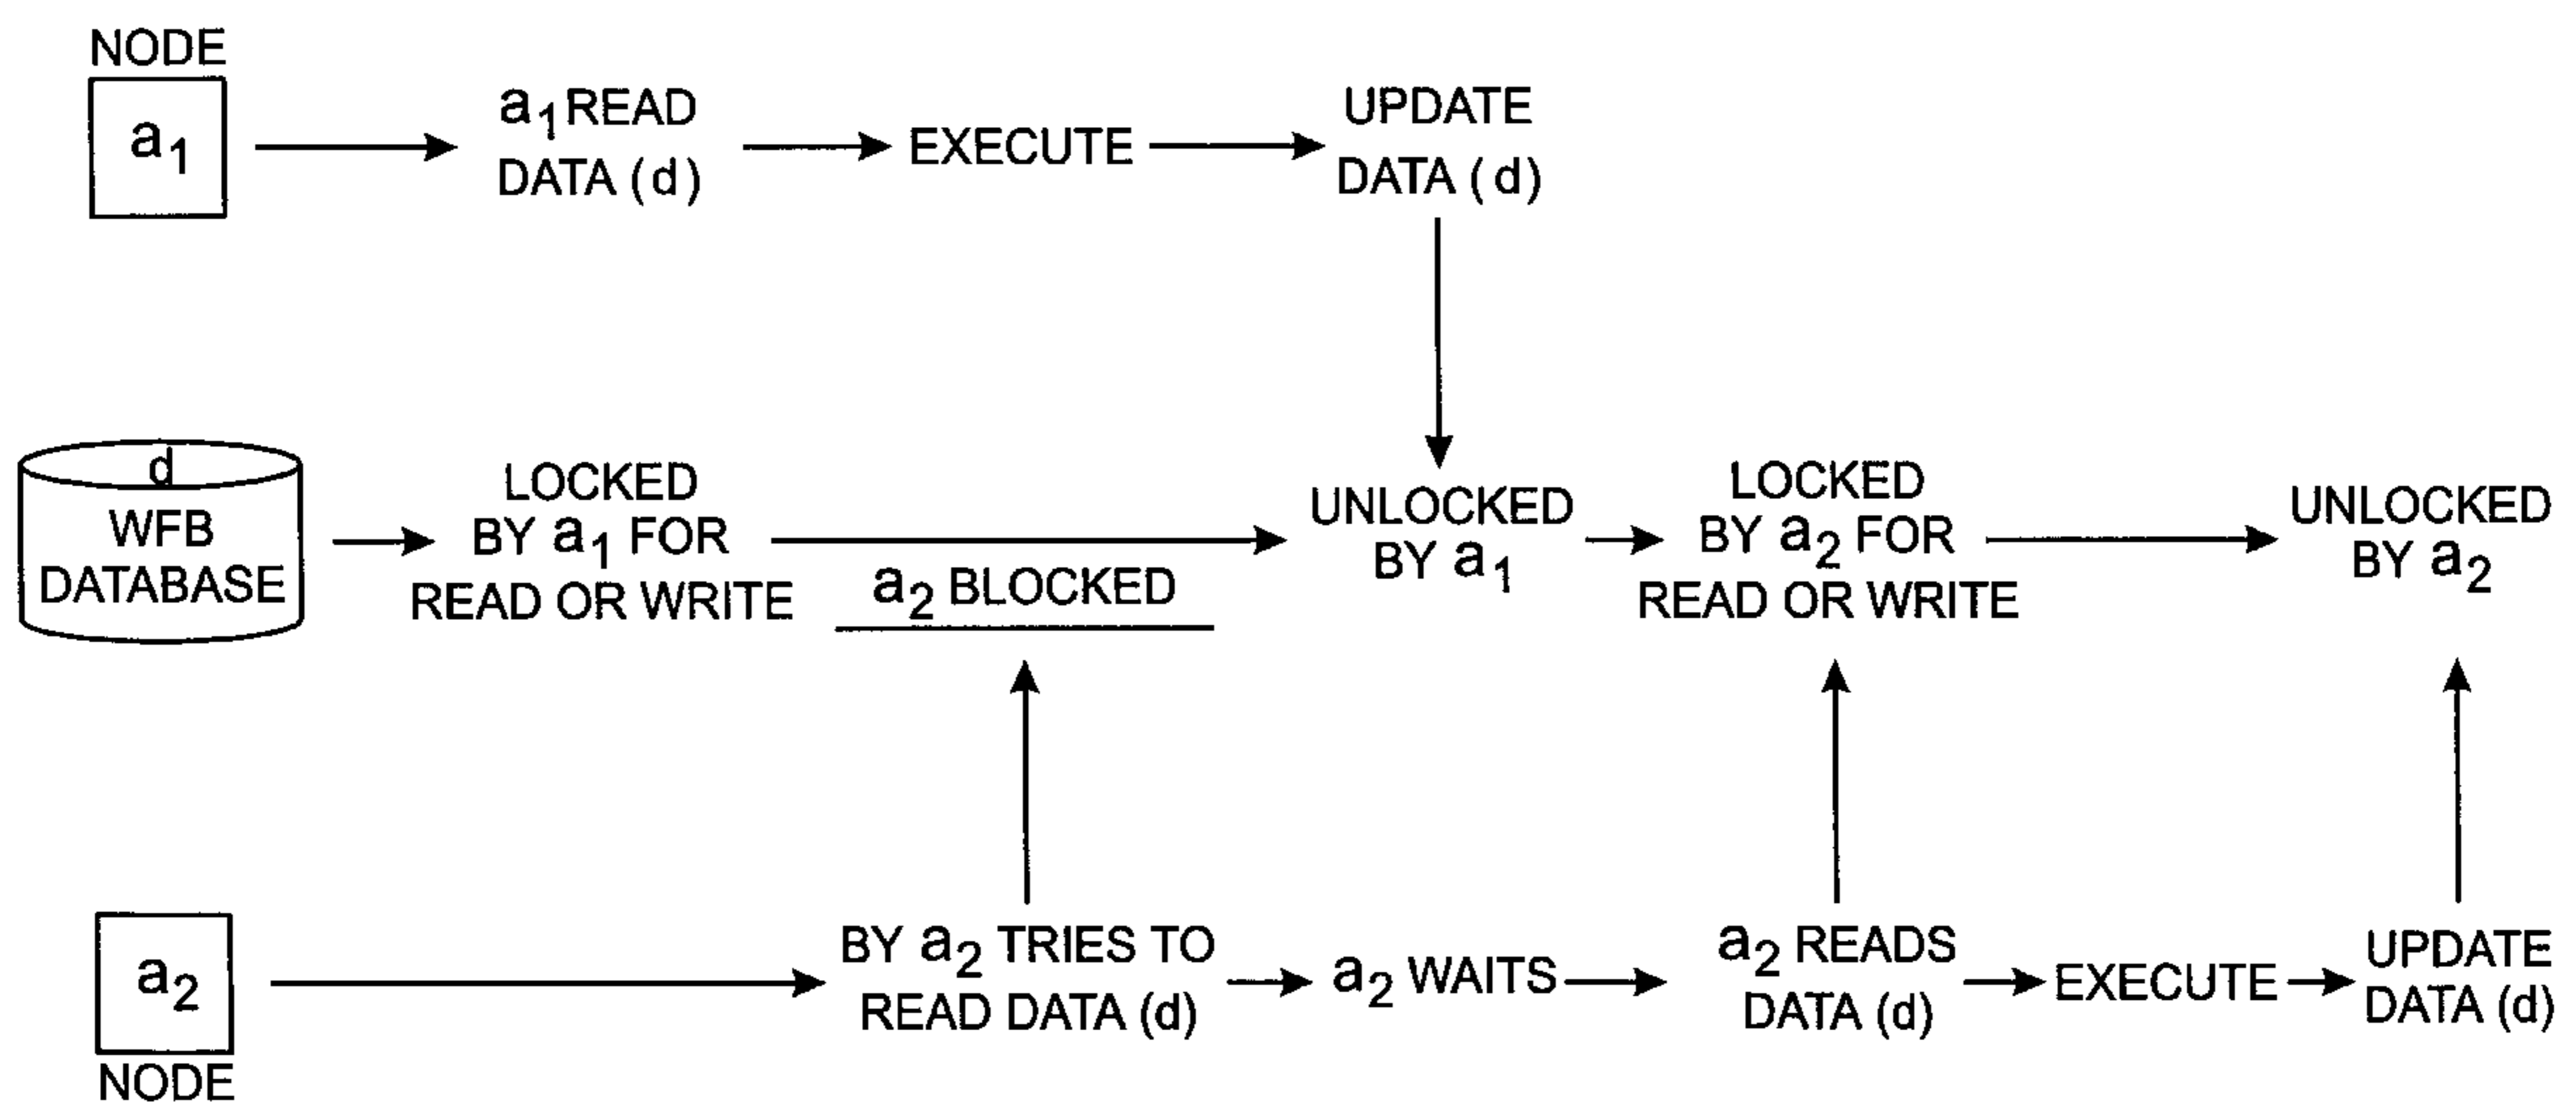 NODE
a1
a1 READ
DATA (d)
EXECUTE
UPDATE
DATA (d)
d
WFB
DATABASE
LOCKED
BY a1 FOR
READ OR WRITE
a2 BLOCKED
UNLOCKED
BY a1
LOCKED
BY a2 FOR
READ OR WRITE
UNLOCKED
BY a2
a2
NODE
BY a2 TRIES TO
READ DATA (d)
a2 WAITS
a2 READS
DATA (d)
EXECUTE
UPDATE
DATA (d)